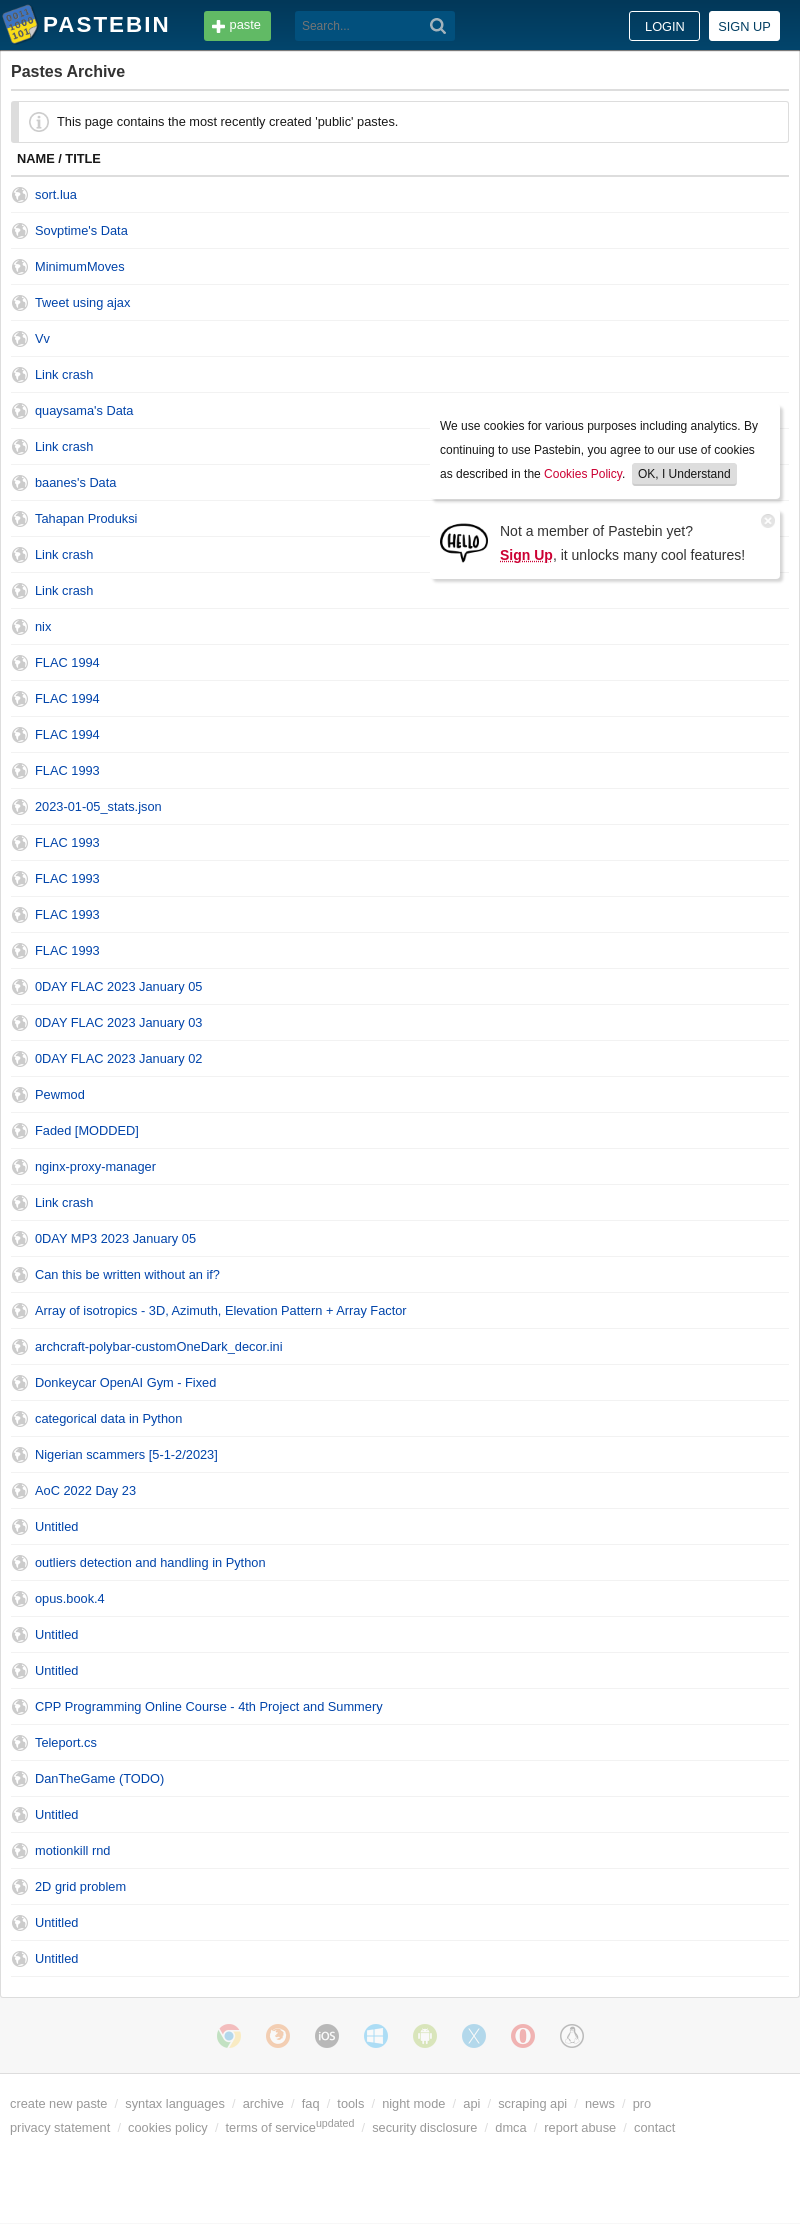 PASTEBIN
paste
Search...
LOGIN
SIGN UP
Pastes Archive
This page contains the most recently created 'public' pastes.
NAME / TITLE
sort.lua
Sovptime's Data
MinimumMoves
Tweet using ajax
Vv
Link crash
quaysama's Data
Link crash
baanes's Data
Tahapan Produksi
Link crash
Link crash
We use cookies for various purposes including analytics. By
continuing to use Pastebin, you agree to our use of cookies
as described in the Cookies Policy. OK, I Understand
HELLO
Not a member of Pastebin yet?
Sign Up, it unlocks many cool features!
nix
FLAC 1994
FLAC 1994
FLAC 1994
FLAC 1993
2023-01-05_stats.json
FLAC 1993
FLAC 1993
FLAC 1993
FLAC 1993
0DAY FLAC 2023 January 05
0DAY FLAC 2023 January 03
0DAY FLAC 2023 January 02
Pewmod
Faded [MODDED]
nginx-proxy-manager
Link crash
0DAY MP3 2023 January 05
Can this be written without an if?
Array of isotropics - 3D, Azimuth, Elevation Pattern + Array Factor
archcraft-polybar-customOneDark_decor.ini
Donkeycar OpenAI Gym - Fixed
categorical data in Python
Nigerian scammers [5-1-2/2023]
AoC 2022 Day 23
Untitled
outliers detection and handling in Python
opus.book.4
Untitled
Untitled
CPP Programming Online Course - 4th Project and Summery
Teleport.cs
DanTheGame (TODO)
Untitled
motionkill rnd
2D grid problem
Untitled
Untitled
iOS
create new paste / syntax languages / archive / faq / tools / night mode / api / scraping api / news / pro
privacy statement / cookies policy / terms of service updated / security disclosure / dmca / report abuse / contact